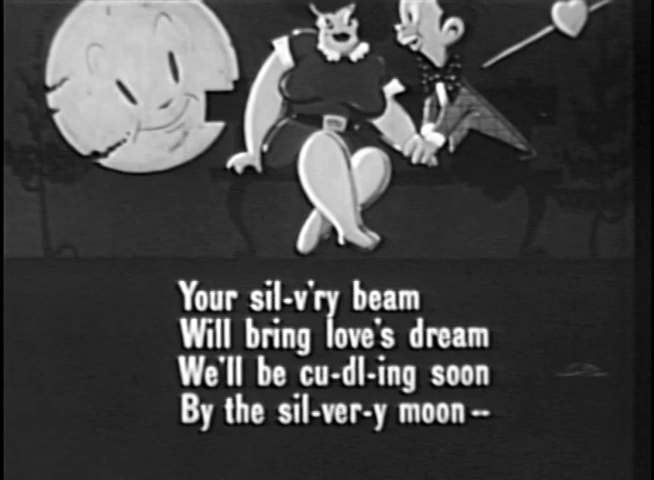 Your sil-v'ry beam
Will bring love's dream
We'll be cu-dl-ing soon
By the sil-ver-y moon --